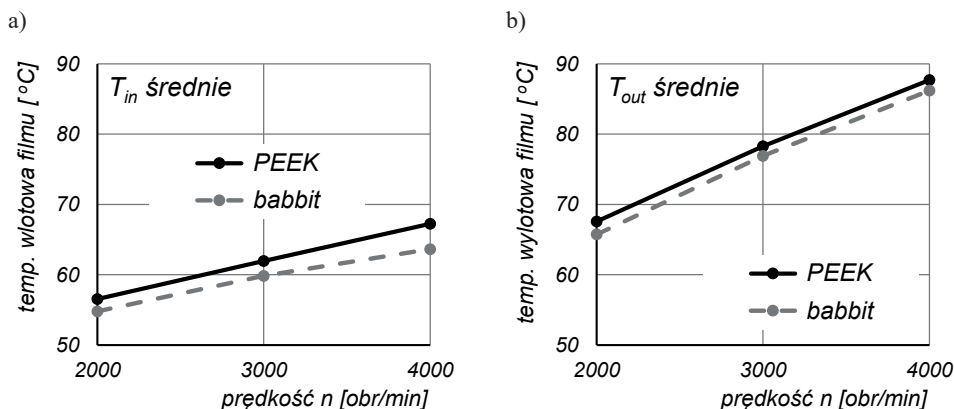 a)
90
80
70
60
50
temp. wlotowa filmu [ °C]
T_in średnie
PEEK
babbit
2000
3000
4000
prędkość n [obr/min]
b)
90
80
70
60
50
temp. wylotowa filmu [ °C]
T_out średnie
PEEK
babbit
2000
3000
4000
prędkość n [obr/min]